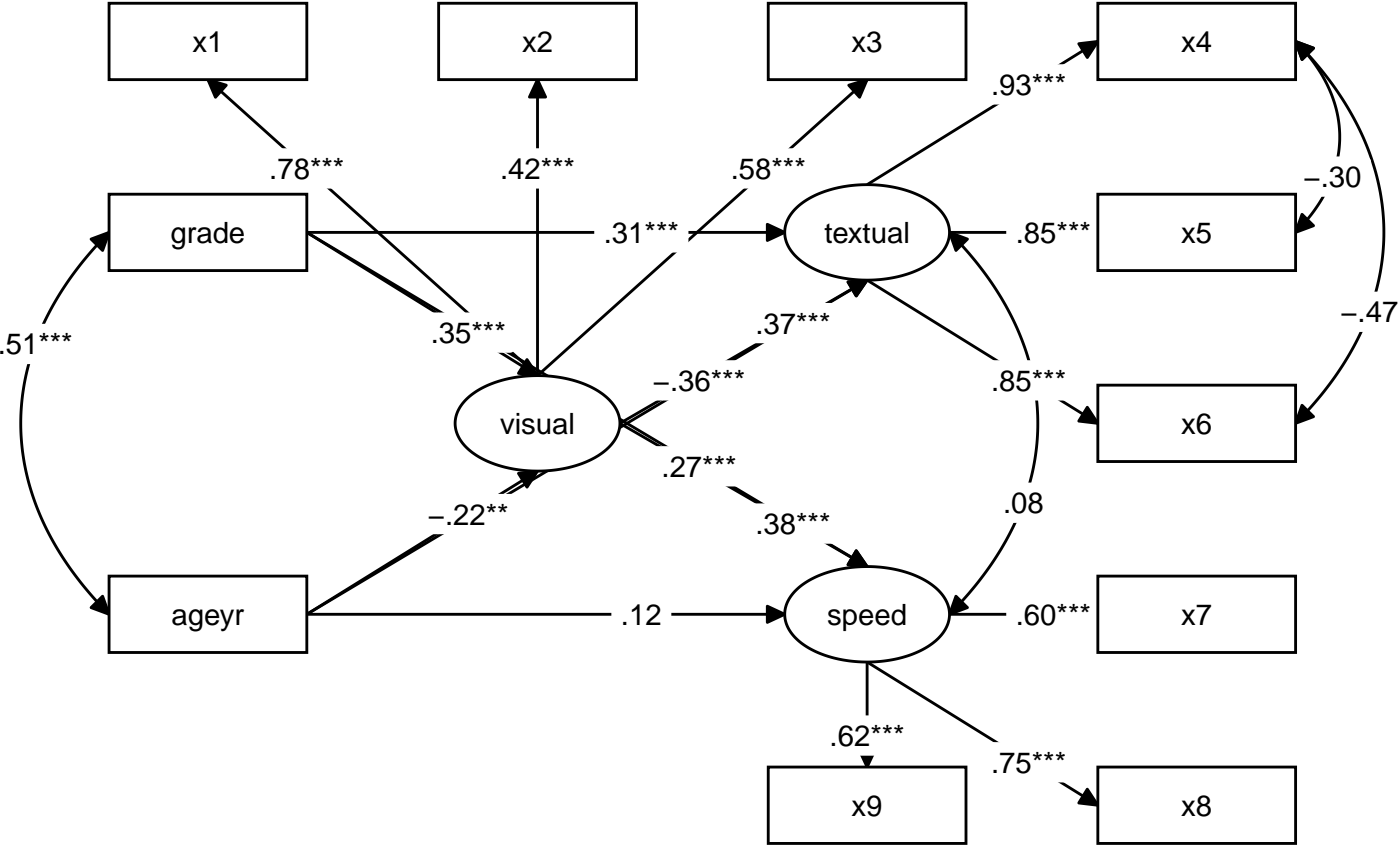 x1
x2
x3
x4
.93***
.78***
.42***
.58***
–.30
grade
.31***
textual
.85***
x5
–.47
.51***
.35***
.37***
–.36***
.85***
visual
x6
.27***
–.22**
.38***
.08
ageyr
.12
speed
.60***
x7
.62***
.75***
x9
x8